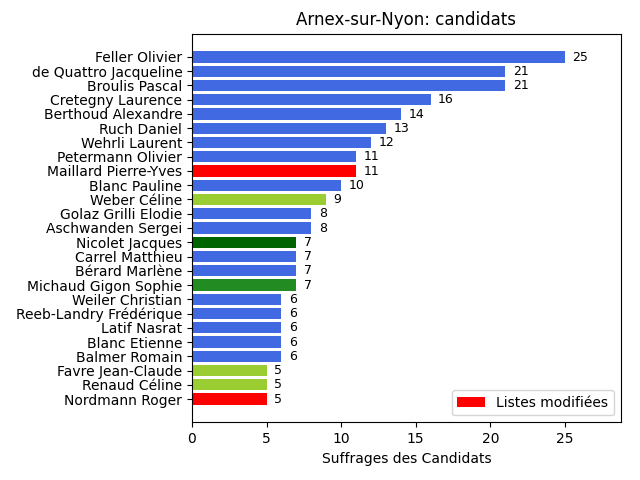 Arnex-sur-Nyon: candidats
Feller Olivier 25
de Quattro Jacqueline 21
Broulis Pascal 21
Cretegny Laurence 16
Berthoud Alexandre 14
Ruch Daniel 13
Wehrli Laurent 12
Petermann Olivier 11
Maillard Pierre-Yves 11
Blanc Pauline 10
Weber Céline 9
Golaz Grilli Elodie 8
Aschwanden Sergei 8
Nicolet Jacques 7
Carrel Matthieu 7
Bérard Marlène 7
Michaud Gigon Sophie 7
Weiler Christian 6
Reeb-Landry Frédérique 6
Latif Nasrat 6
Blanc Etienne 6
Balmer Romain 6
Favre Jean-Claude 5
Renaud Céline 5
Nordmann Roger 5
Listes modifiées
0 5 10 15 20 25
Suffrages des Candidats